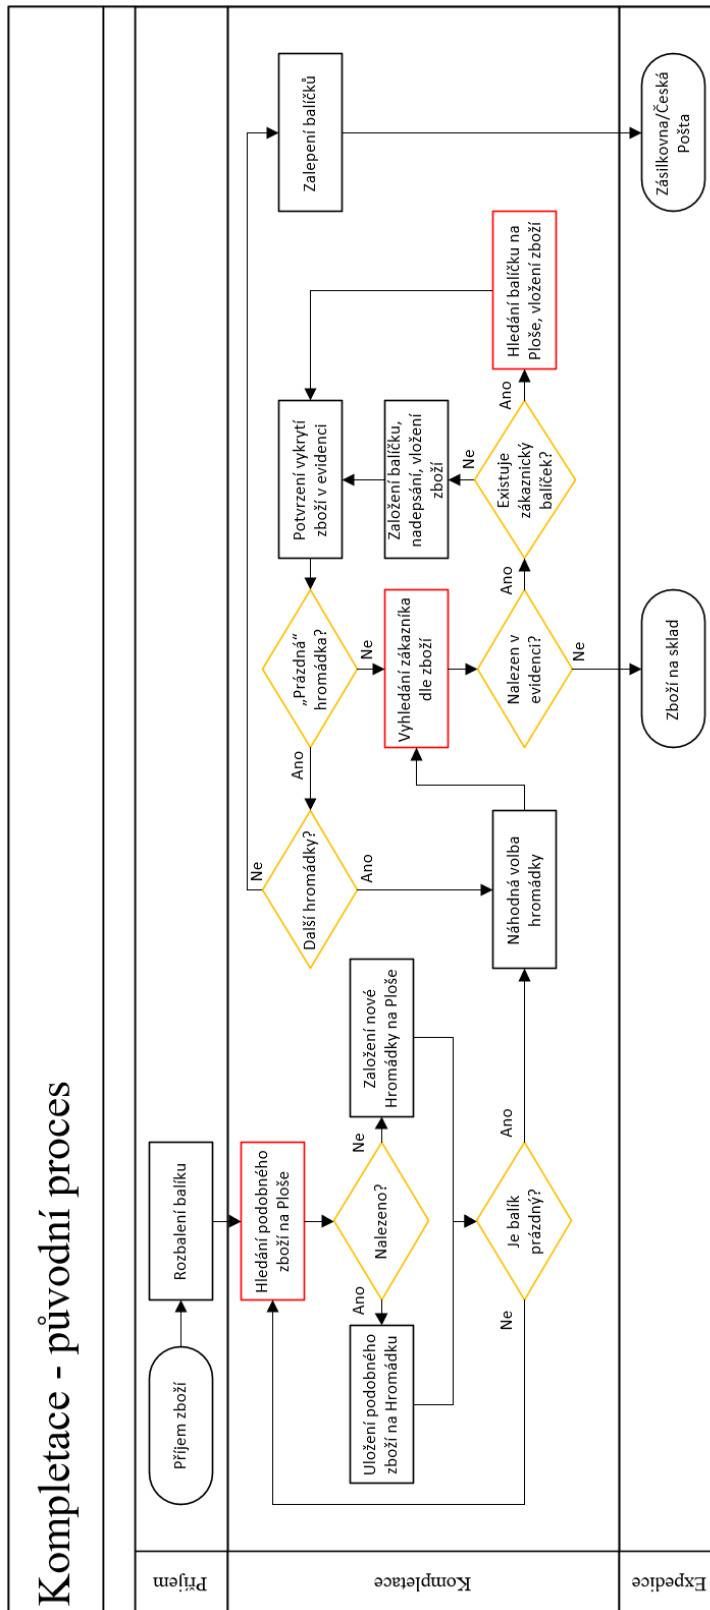 Kompletace - původní proces
Příjem
Příjem zboží
Rozbalení balíku
Kompletace
Hledání podobného
zboží na Ploše
Nalezeno?
Ano
Ne
Uložení podobného
zboží na Hromádku
Založení nové
Hromádky na Ploše
Je balík
prázdný?
Ne
Ano
Náhodná volba
hromádky
Další hromádky?
Ne
Ano
„Prázdná“
hromádka?
Ano
Ne
Vyhledání zákazníka
dle zboží
Nalezen v
evidenci?
Ano
Ne
Existuje
zákaznický
balíček?
Ne
Ano
Založení balíčku,
nadepsání, vložení
zboží
Hledání balíčku na
Ploše, vložení zboží
Potvrzení vykrytí
zboží v evidenci
Zalepení balíčků
Expedice
Zboží na sklad
Zásilkovna/Česká
Pošta